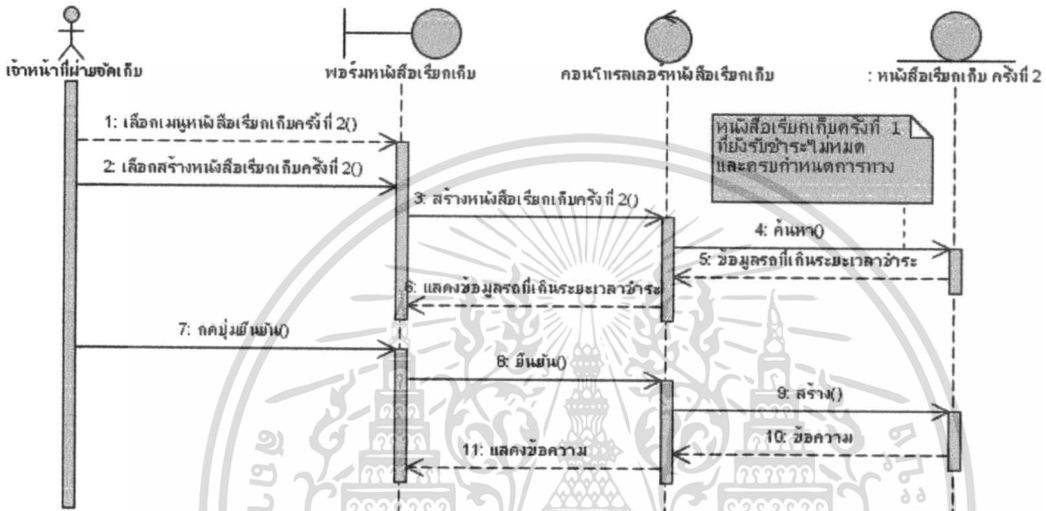 เจ้าหน้าที่ฝ่ายจัดเก็บ
ฟอร์มหนังสือเรียกเก็บ
คอนโทรลเลอร์หนังสือเรียกเก็บ
: หนังสือเรียกเก็บ ครั้งที่ 2
1: เลือกเมนูหนังสือเรียกเก็บครั้งที่ 2()
หนังสือเรียกเก็บครั้งที่ 1
ที่ยังรับชำระไม่หมด
และครบกำหนดการทวง
2: เลือกสร้างหนังสือเรียกเก็บครั้งที่ 2()
3: สร้างหนังสือเรียกเก็บครั้งที่ 2()
4: ค้นหา()
5: ข้อมูลรถที่เกินระยะเวลาชำระ
6: แสดงข้อมูลรถที่เกินระยะเวลาชำระ
7: กดปุ่มยืนยัน()
8: ยืนยัน()
9: สร้าง()
10: ข้อความ
11: แสดงข้อความ